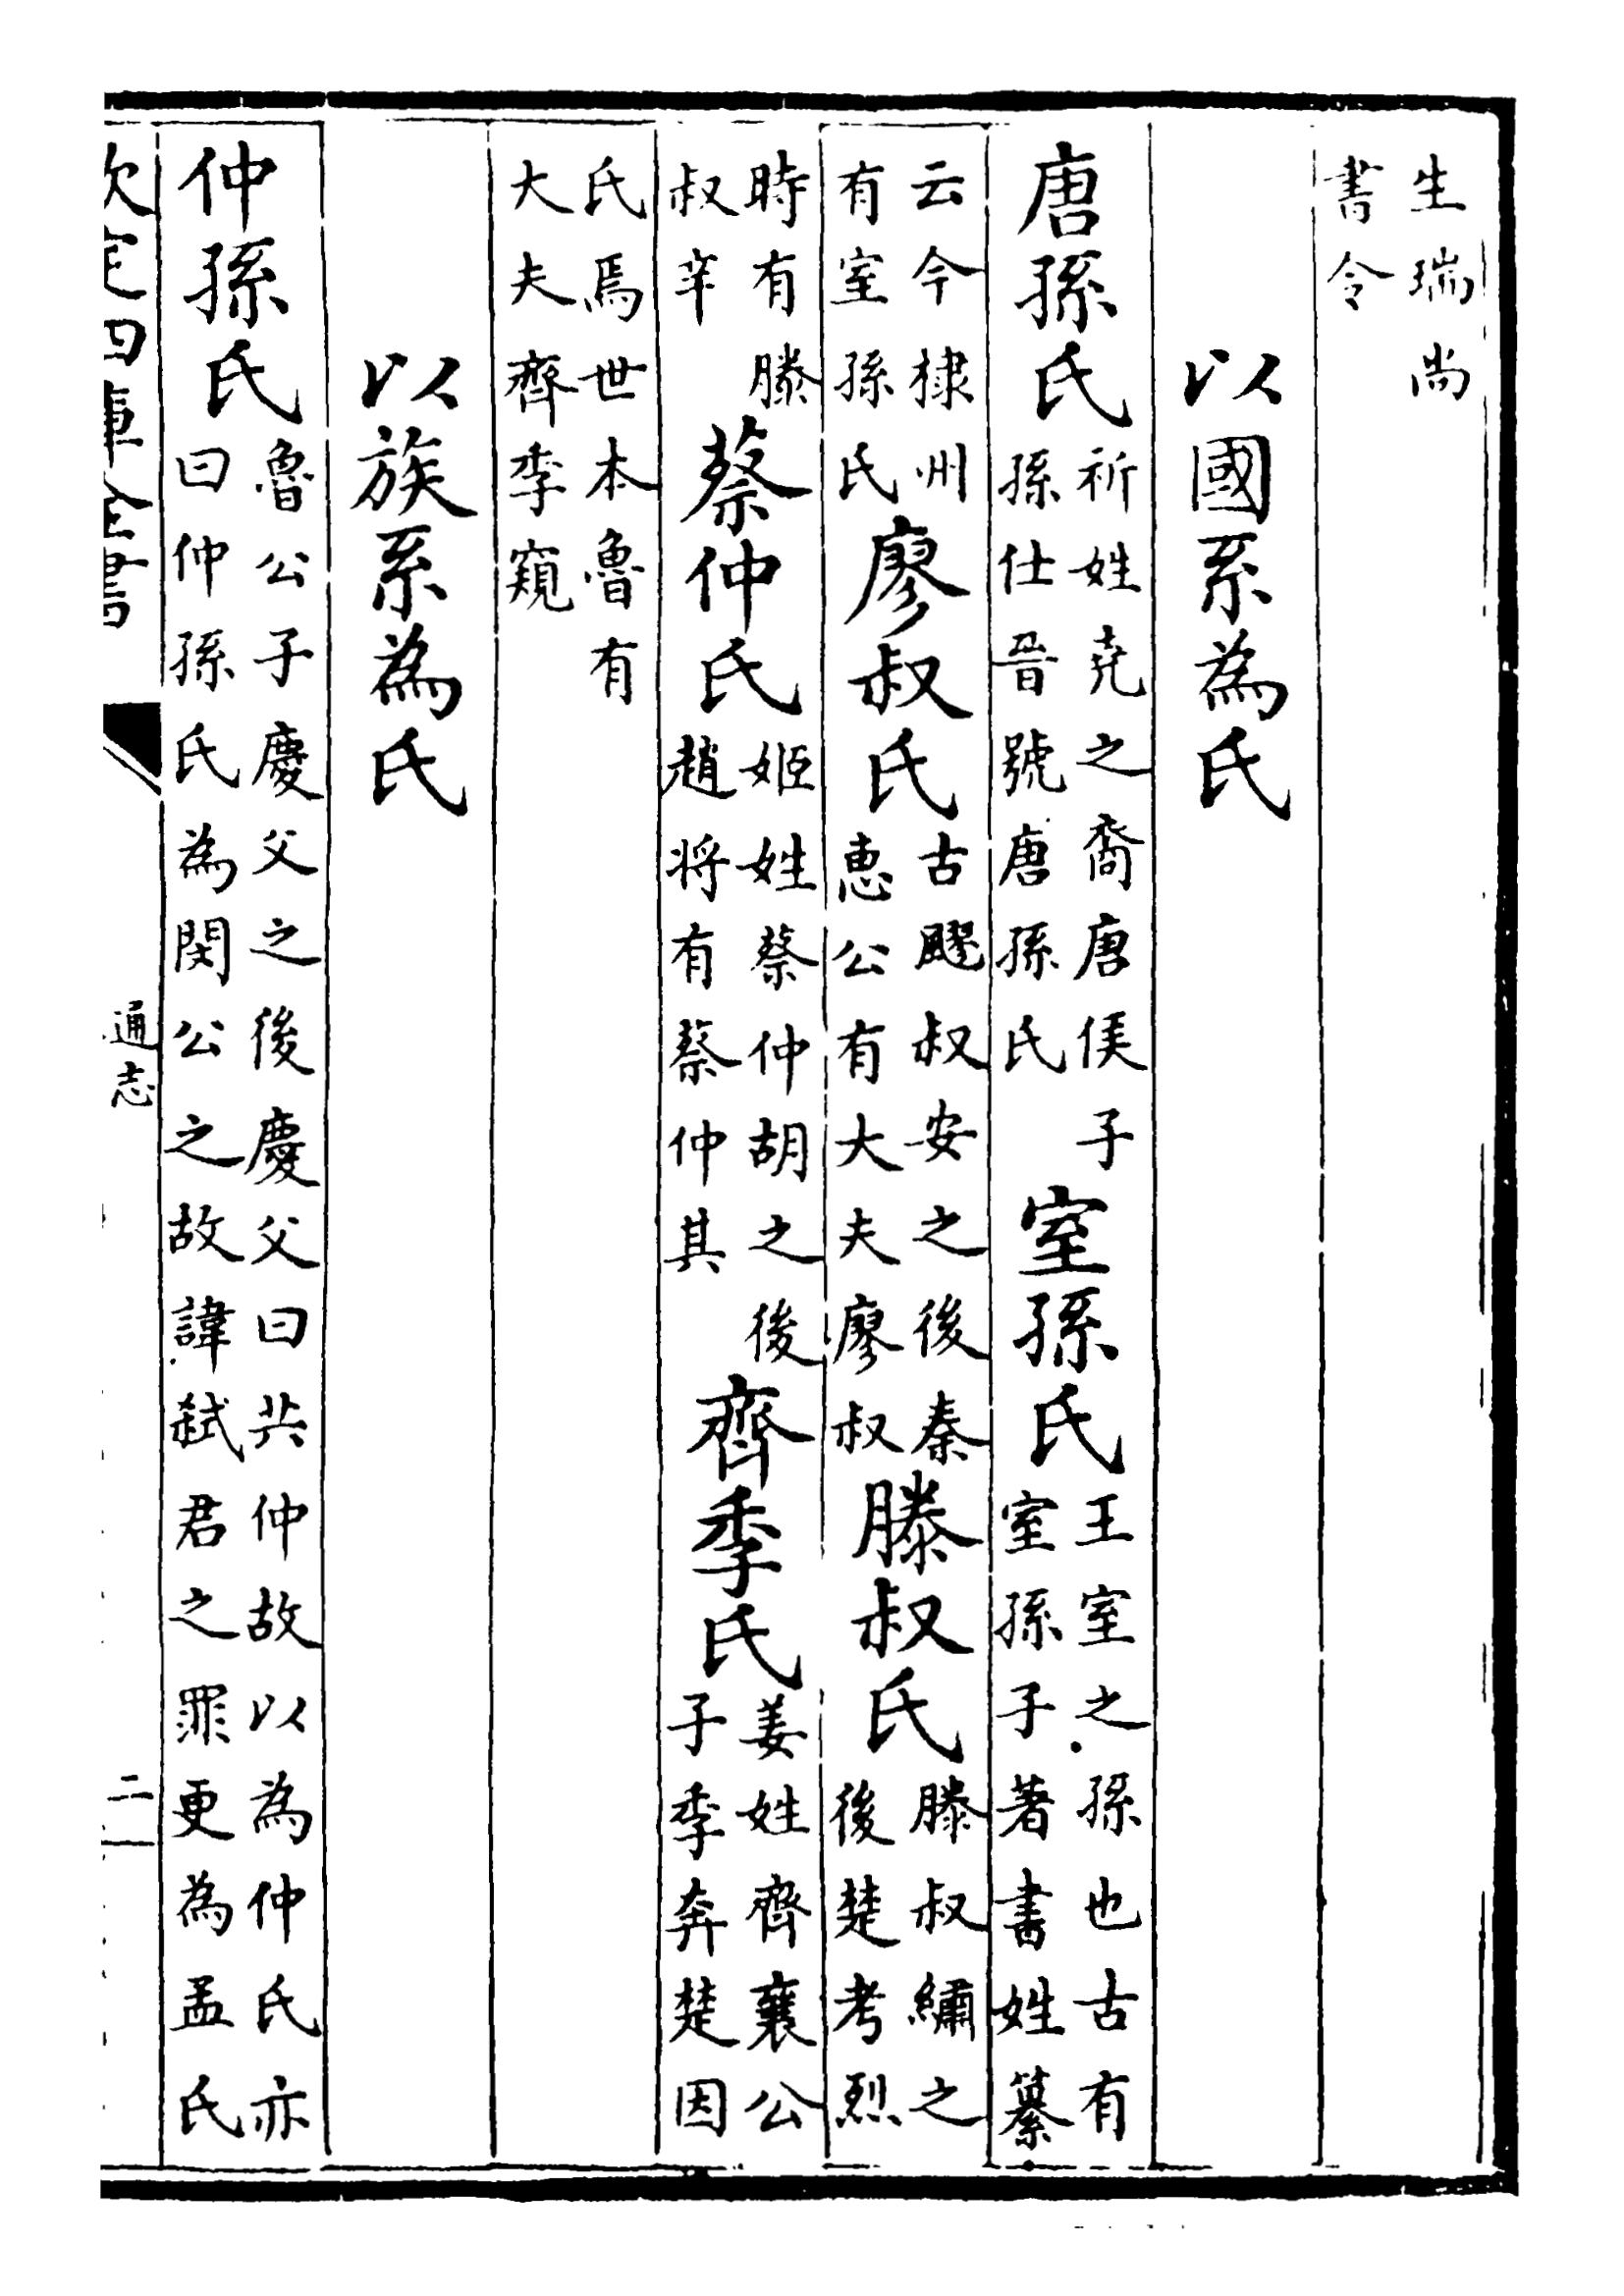 生瑞尚
書令
以國系為氏
唐孫氏祈姓堯之裔唐侯子
孫仕晉號唐孫氏
室孫氏王室之孫也古有
室孫子著書姓纂
云今棣州
有室孫氏
廖叔氏古飂叔安之後秦
惠公有大夫廖叔
滕叔氏滕叔繡之
後楚考烈
時有滕
叔辛
蔡仲氏姬姓蔡仲胡之後
趙将有蔡仲其
齊季氏姜姓齊襄公
子季奔楚因
氏焉世本魯有
大夫齊季窺
以族系為氏
仲孫氏魯公子慶父之後慶父曰共仲故以為仲氏亦
曰仲孫氏為閔公之故諱弒君之罪更為孟氏
欽定四庫全書
通志
二